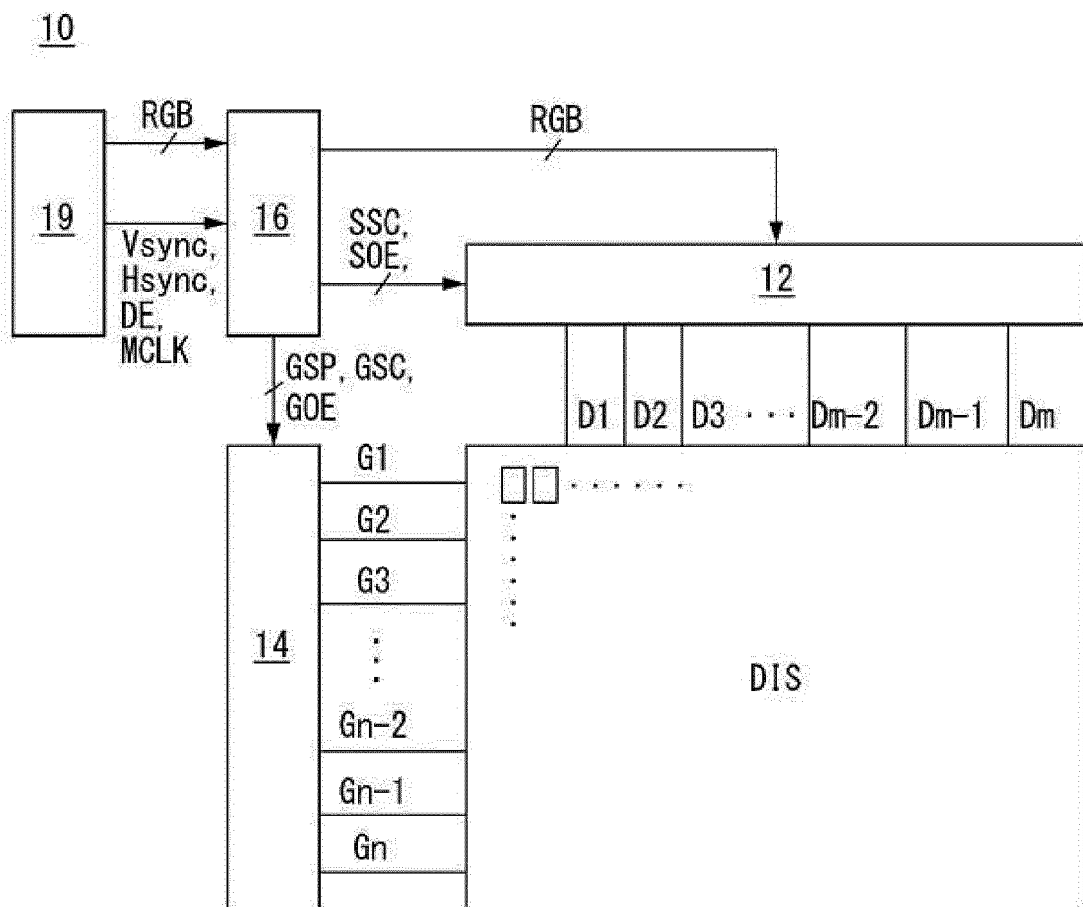 10
RGB
RGB
19
16
Vsync,
Hsync,
DE,
MCLK
SSC,
SOE,
12
GSP, GSC,
GOE
D1 D2 D3 ··· Dm-2 Dm-1 Dm
G1
G2
G3
14
Gn-2
Gn-1
Gn
DIS